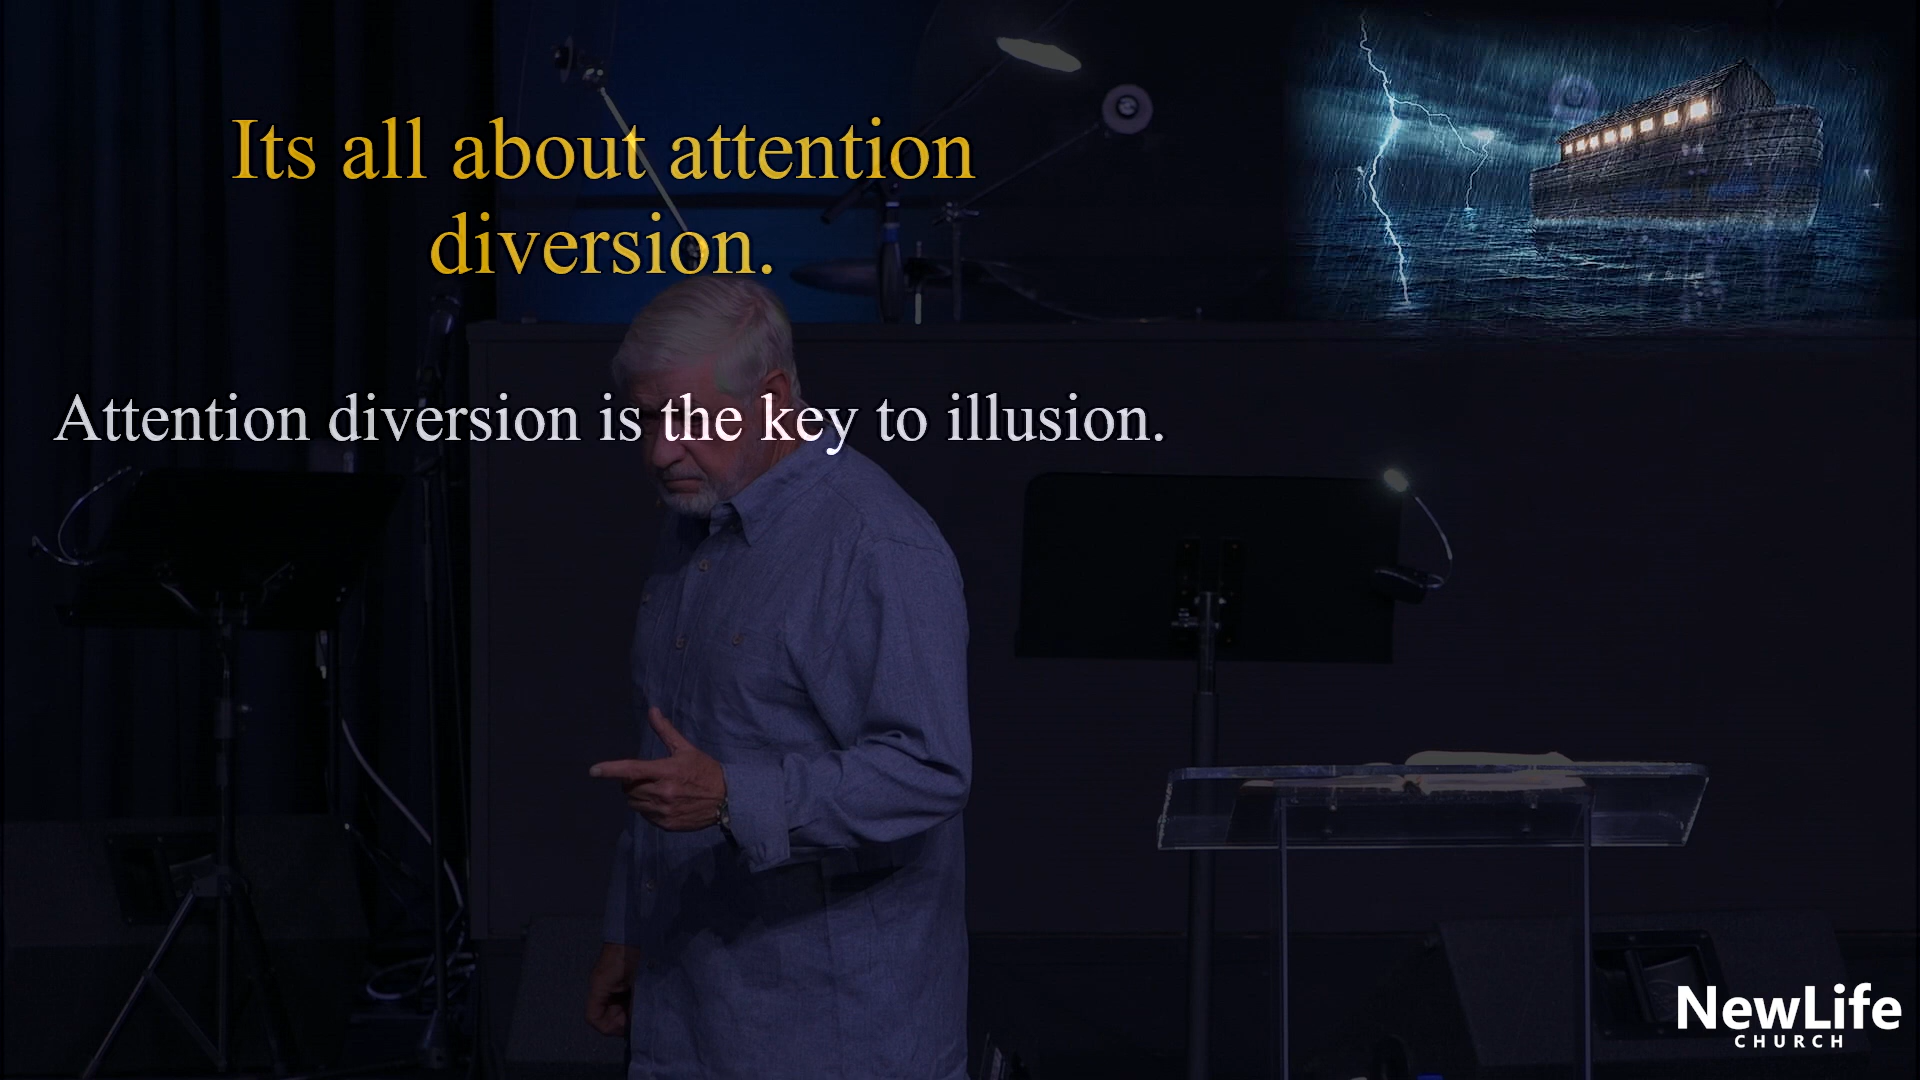 Its all about attention
diversion.
Attention diversion is the key to illusion.
NewLife
CHURCH